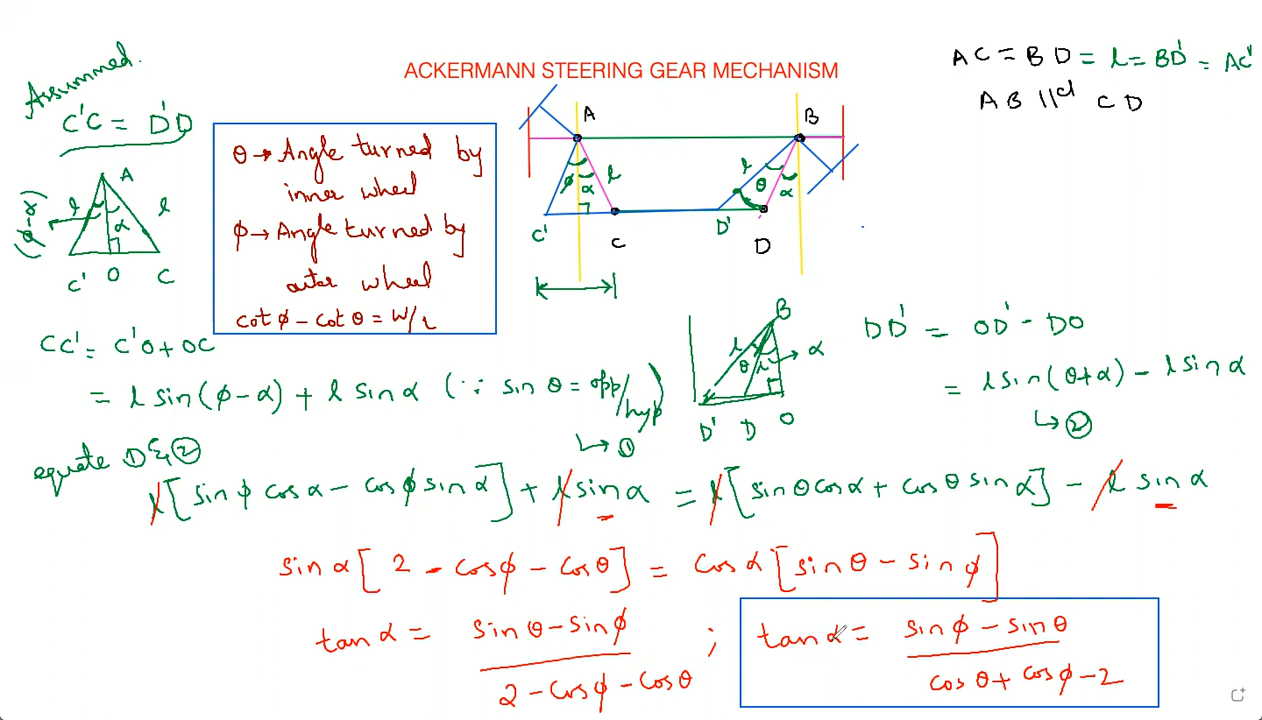 ACKERMANN STEERING GEAR MECHANISM
Assummed.
C'C = D'D
AC = BD = l = BD' = AC'
AB ||el CD
A
l
l
(φ-α)
α
C'
O
C
θ → Angle turned by
inner wheel
φ → Angle turned by
outer wheel
cot φ - cot θ = W/L
A
B
φ
α
l
l
θ
α
C'
C
D'
D
CC' = C'O + OC
= l sin(φ-α) + l sin α (∵ sin θ = opp/hyp)
↳ ①
B
l
θ
l
α
D'
D
O
DD' = OD' - DO
= l sin(θ+α) - l sin α
↳ ②
equate ① & ②
l[sin φ cos α - cos φ sin α] + l sin α = l[sin θ cos α + cos θ sin α] - l sin α
sin α [2 - cos φ - cos θ] = cos α [sin θ - sin φ]
tan α = sin θ - sin φ / 2 - cos φ - cos θ ; tan α = sin φ - sin θ / cos θ + cos φ - 2